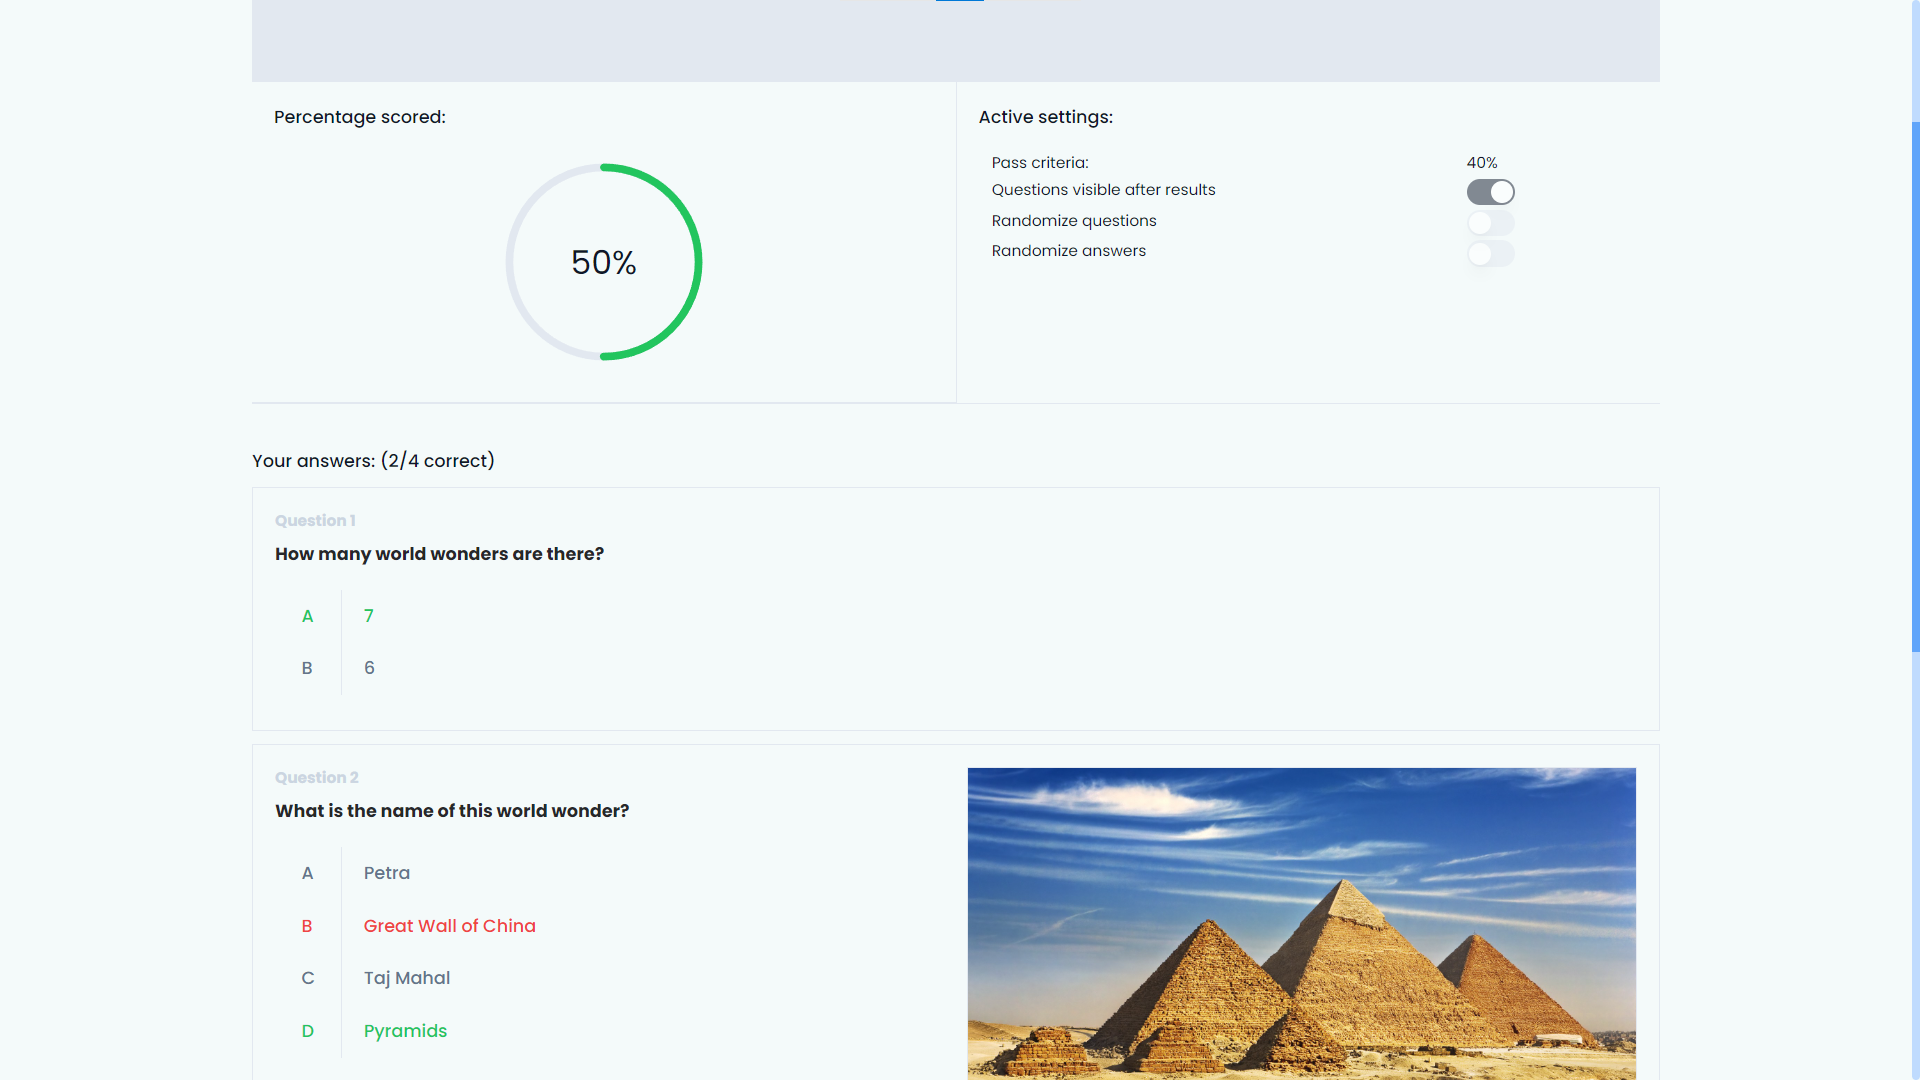 Percentage scored:
50%
Active settings:
Pass criteria: 40%
Questions visible after results
Randomize questions
Randomize answers
Your answers: (2/4 correct)
Question 1
How many world wonders are there?
A 7
B 6
Question 2
What is the name of this world wonder?
A Petra
B Great Wall of China
C Taj Mahal
D Pyramids